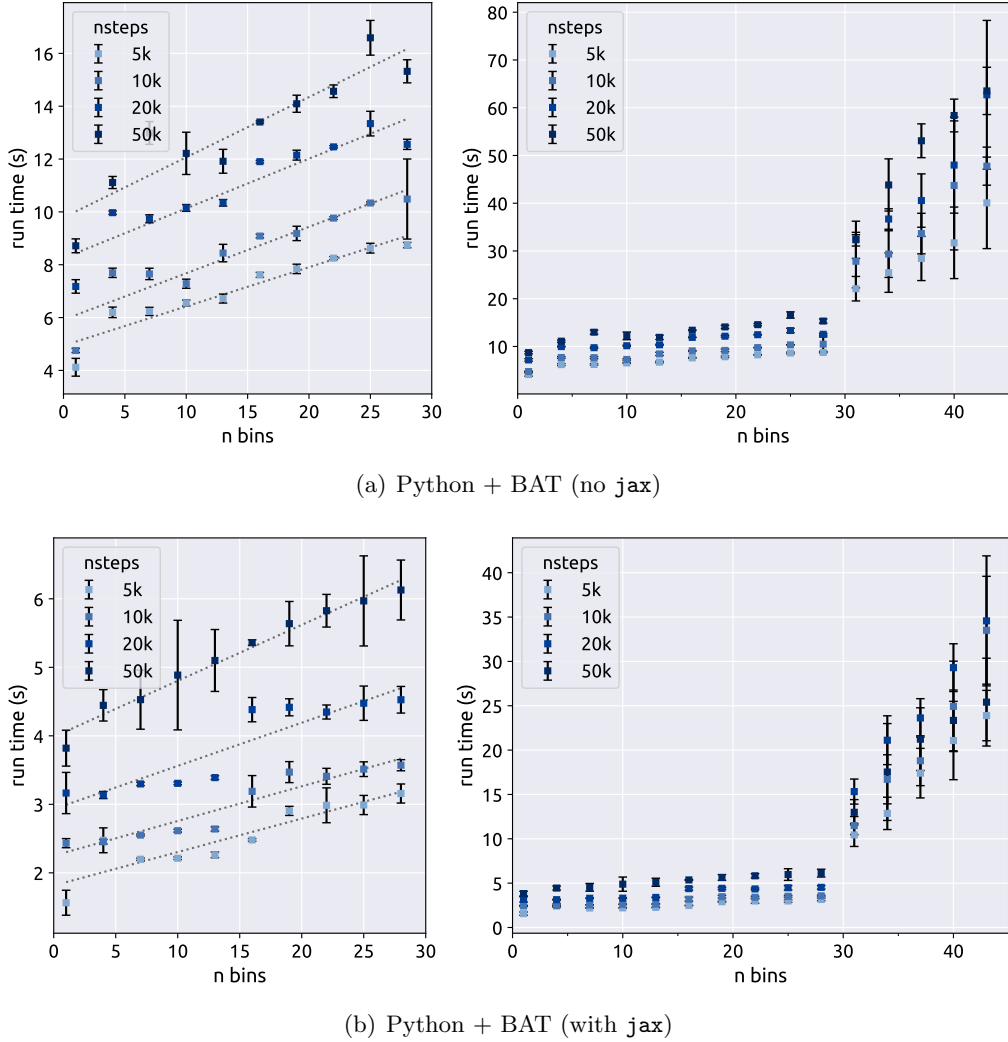 nsteps
5k
10k
20k
50k
16
14
12
10
8
6
4
run time (s)
0 5 10 15 20 25 30
n bins
nsteps
5k
10k
20k
50k
80
70
60
50
40
30
20
10
run time (s)
0 10 20 30 40
n bins
(a) Python + BAT (no jax)
nsteps
5k
10k
20k
50k
6
5
4
3
2
run time (s)
0 5 10 15 20 25 30
n bins
nsteps
5k
10k
20k
50k
40
35
30
25
20
15
10
5
0
run time (s)
0 10 20 30 40
n bins
(b) Python + BAT (with jax)